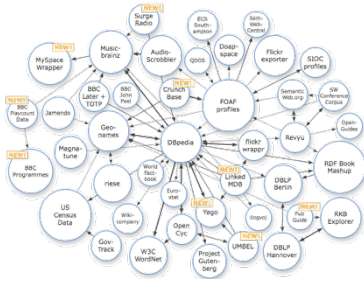 NEW!
Surge
Radio
ECS
South-
ampton
Sem-
Web-
Central
NEW!
MySpace
Wrapper
Music-
brainz
Audio-
Scrobbler
QDOS
Doap-
space
Flickr
exporter
SIOC
profiles
NEW!
BBC
Playcount
Data
BBC
Later +
TOTP
BBC
John
Peel
NEW!
Crunch
Base
FOAF
profiles
Semantic
Web.org
SW
Conference
Corpus
Jamendo
Geo-
names
DBpedia
flickr
wrappr
Revyu
Open-
Guides
NEW!
BBC
Programmes
Magna-
tune
World
Fact-
book
NEW!
Linked
MDB
RDF Book
Mashup
riese
Euro-
stat
DBLP
Berlin
US
Census
Data
Wiki-
company
NEW!
Yago
lingvoj
NEW!
Pub
Guide
RKB
Explorer
Gov-
Track
W3C
WordNet
Open
Cyc
NEW!
UMBEL
Project
Guten-
berg
DBLP
Hannover